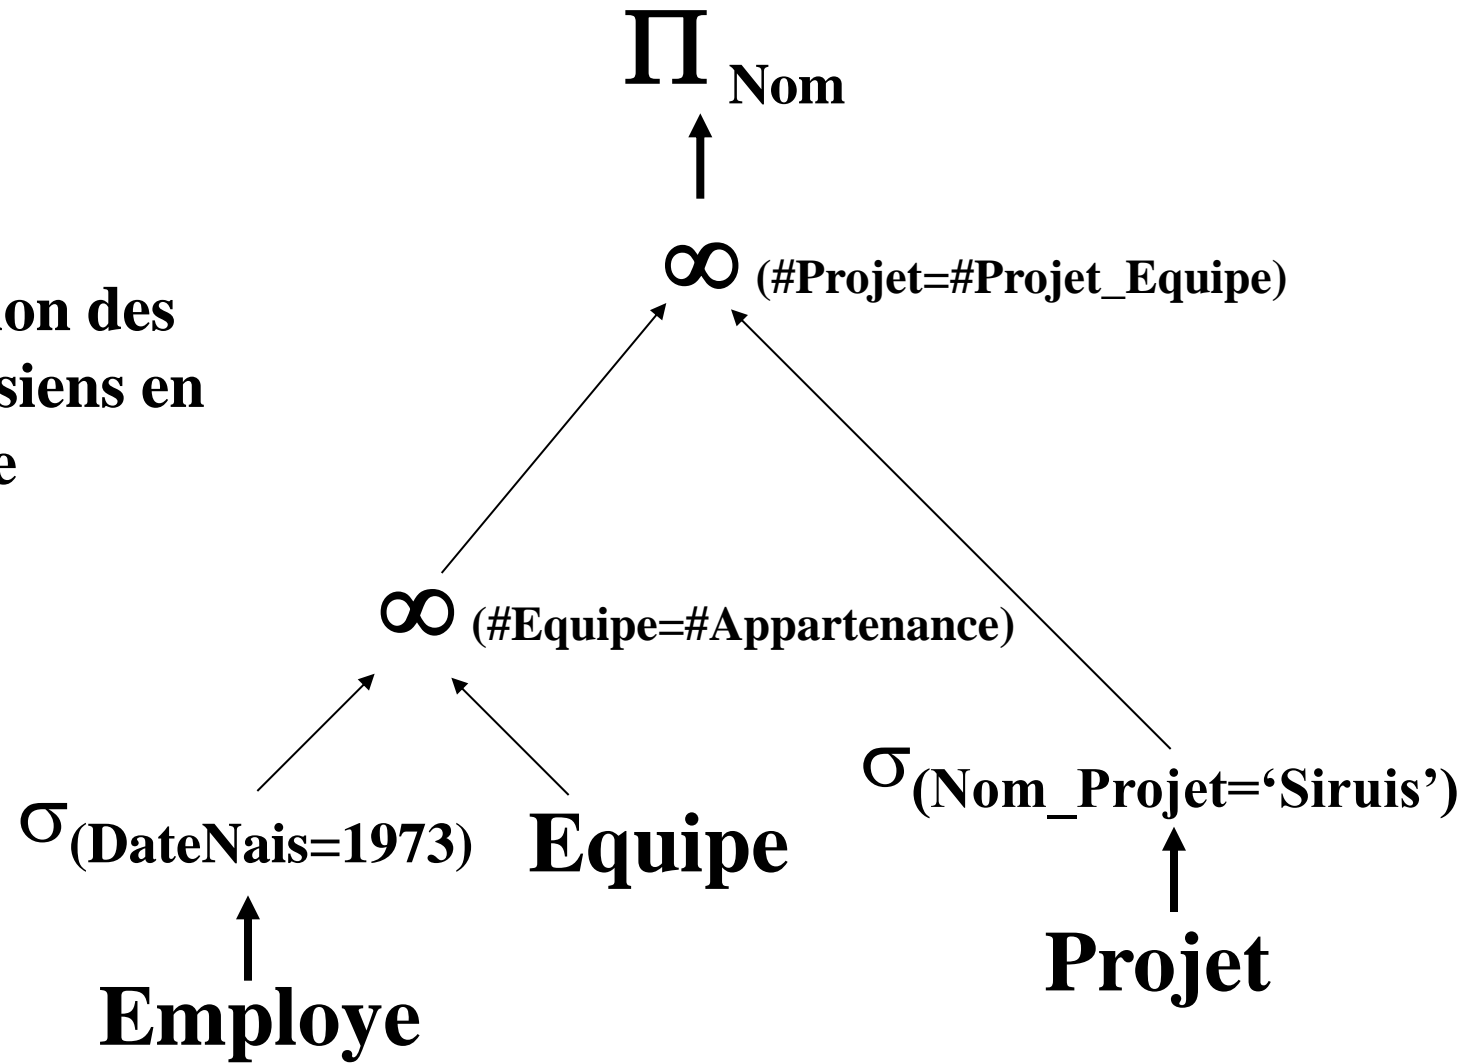 Π Nom
∞ (#Projet=#Projet_Equipe)
ion des
siens en
e
∞ (#Equipe=#Appartenance)
σ(Nom_Projet=‘Siruis’)
σ(DateNais=1973)
Equipe
Projet
Employe